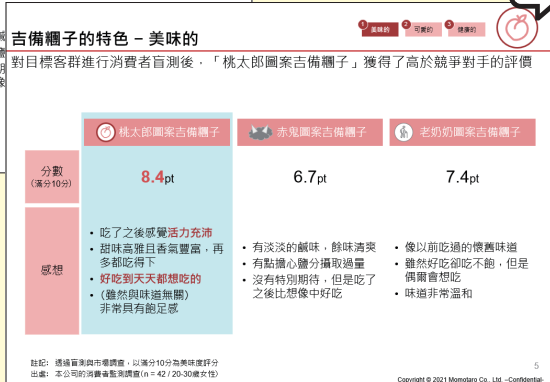 吉備糰子的特色 – 美味的
1 美味的
2 可愛的
3 健康的
對目標客群進行消費者盲測後，「桃太郎圖案吉備糰子」獲得了高於競爭對手的評價
桃太郎圖案吉備糰子
赤鬼圖案吉備糰子
老奶奶圖案吉備糰子
分數
(滿分10分)
8.4pt
6.7pt
7.4pt
感想
• 吃了之後感覺活力充沛
• 甜味高雅且香氣豐富，再
多都吃得下
• 好吃到天天都想吃的
• (雖然與味道無關)
非常具有飽足感
• 有淡淡的鹹味，餘味清爽
• 有點擔心鹽分攝取過量
• 沒有特別期待，但是吃了
之後比想像中好吃
• 像以前吃過的懷舊味道
• 雖然好吃卻吃不飽，但是
偶爾會想吃
• 味道非常溫和
註記: 透過盲測與市場調查，以滿分10分為美味度評分
出處: 本公司的消費者監測調查(n = 42 / 20-30歲女性)
5
Copyright © 2021 Momotaro Co., Ltd. –Confidential-